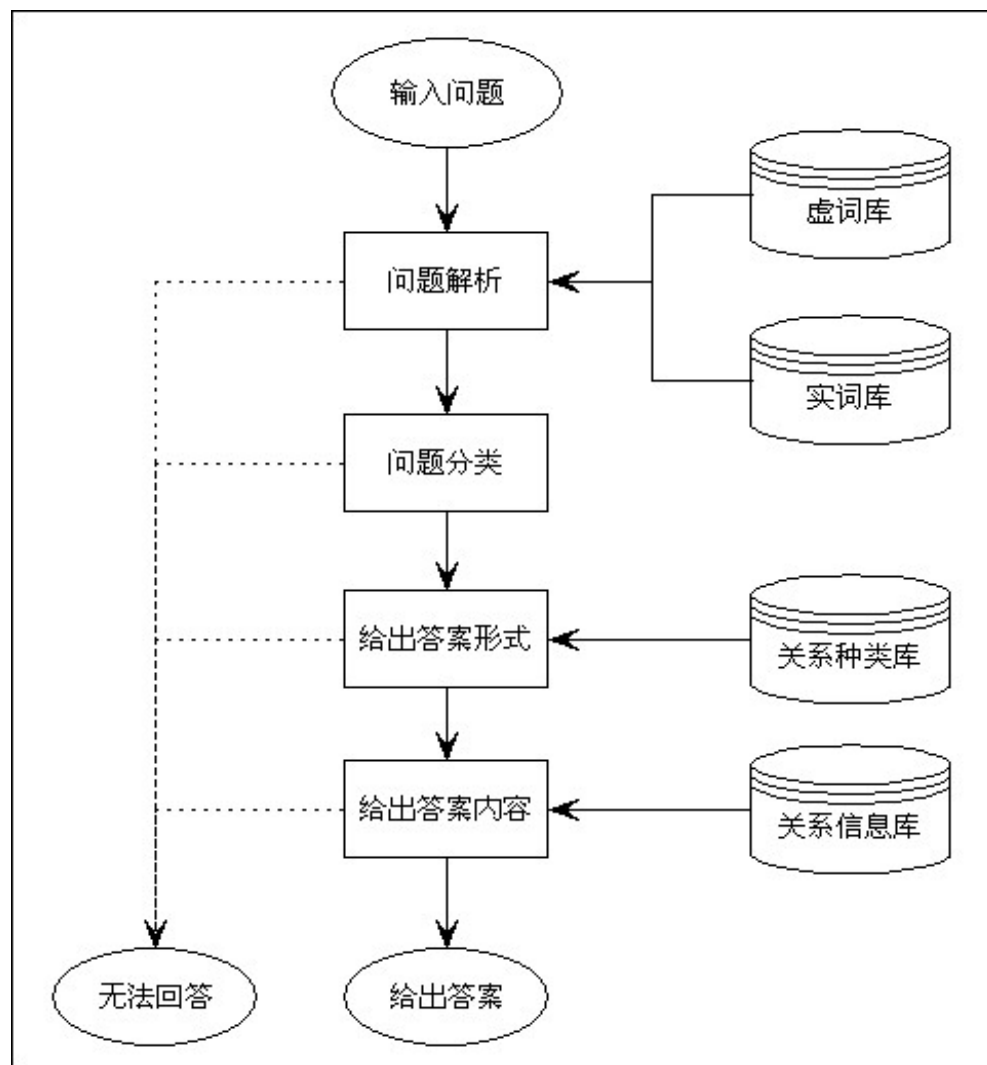 输入问题
虚词库
问题解析
实词库
问题分类
给出答案形式
关系种类库
给出答案内容
关系信息库
无法回答
给出答案